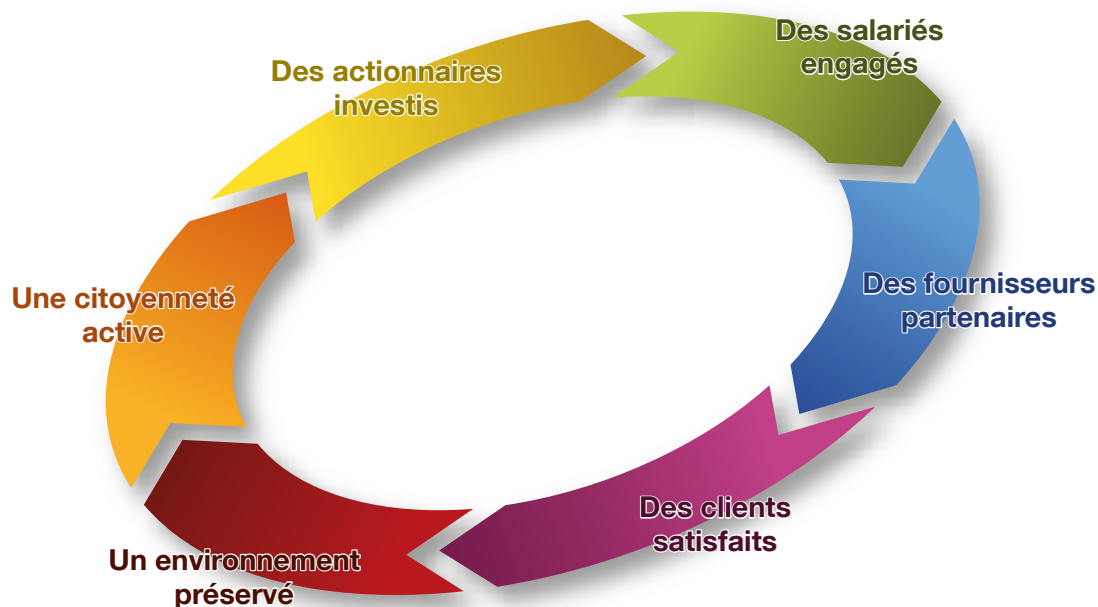 Des actionnaires
investis
Des salariés
engagés
Des fournisseurs
partenaires
Des clients
satisfaits
Un environnement
préservé
Une citoyenneté
active